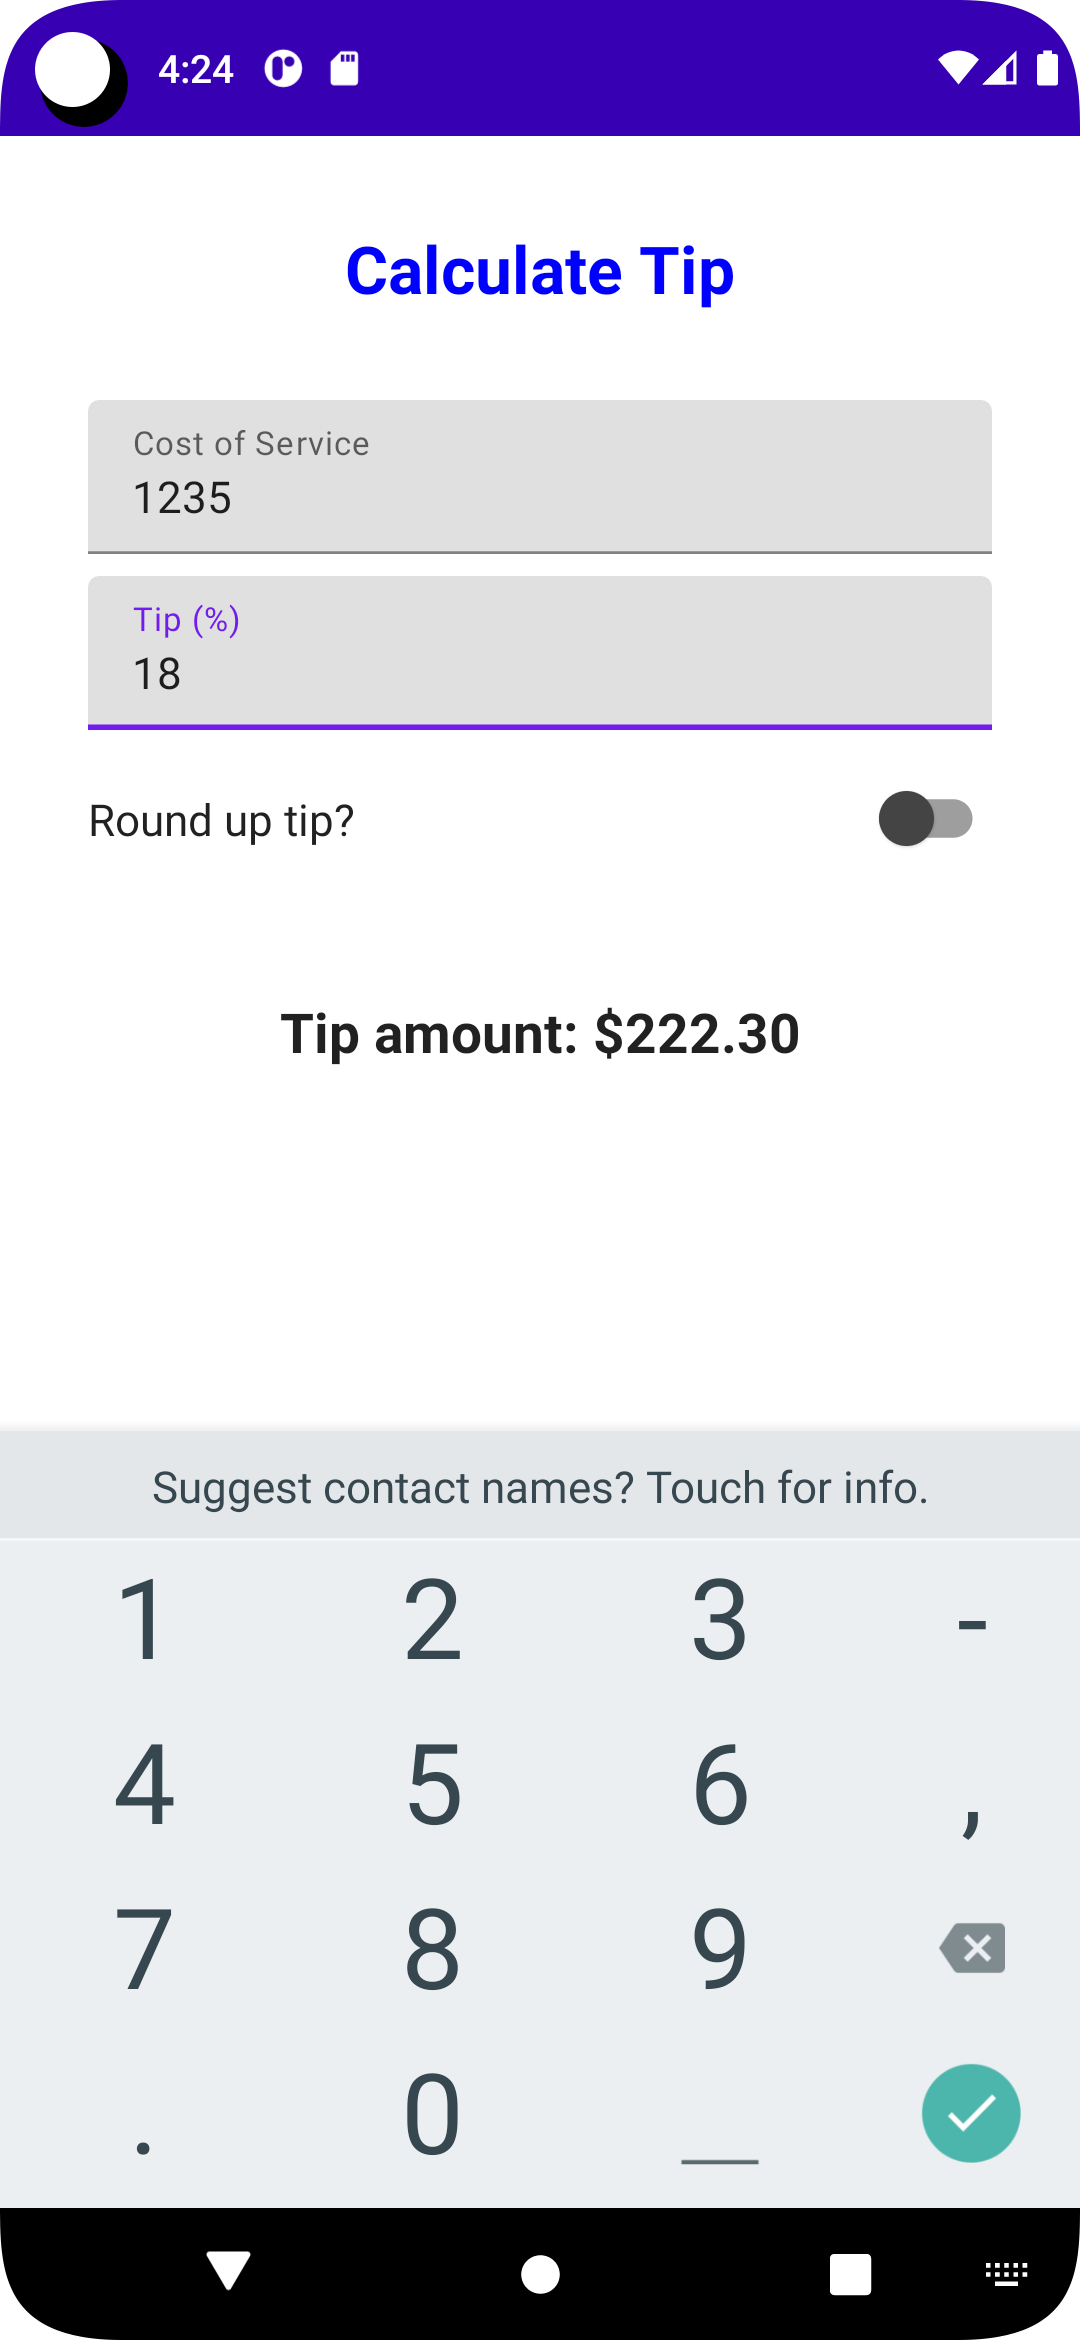 4:24
Calculate Tip
Cost of Service
1235
Tip (%)
18
Round up tip?
Tip amount: $222.30
Suggest contact names? Touch for info.
1 2 3 -
4 5 6 ,
7 8 9
. 0 _